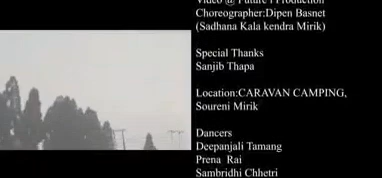 Video @ Future i Production
Choreographer:Dipen Basnet
(Sadhana Kala kendra Mirik)
Special Thanks
Sanjib Thapa
Location:CARAVAN CAMPING,
Soureni Mirik
Dancers
Deepanjali Tamang
Prena Rai
Sambridhi Chhetri